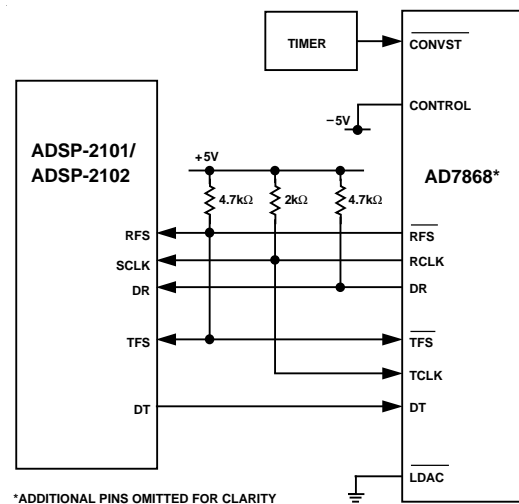 TIMER
CONVST
CONTROL
−5V
ADSP-2101/
ADSP-2102
+5V
AD7868*
4.7kΩ
2kΩ
4.7kΩ
RFS
RFS
SCLK
RCLK
DR
DR
TFS
TFS
TCLK
DT
DT
LDAC
*ADDITIONAL PINS OMITTED FOR CLARITY